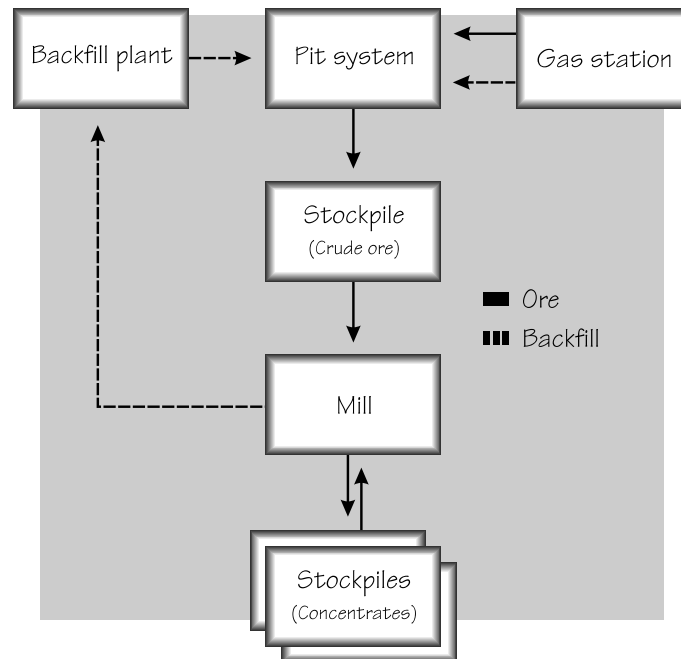 Backfill plant
Pit system
Gas station
Stockpile
(Crude ore)
Ore
Backfill
Mill
Stockpiles
(Concentrates)